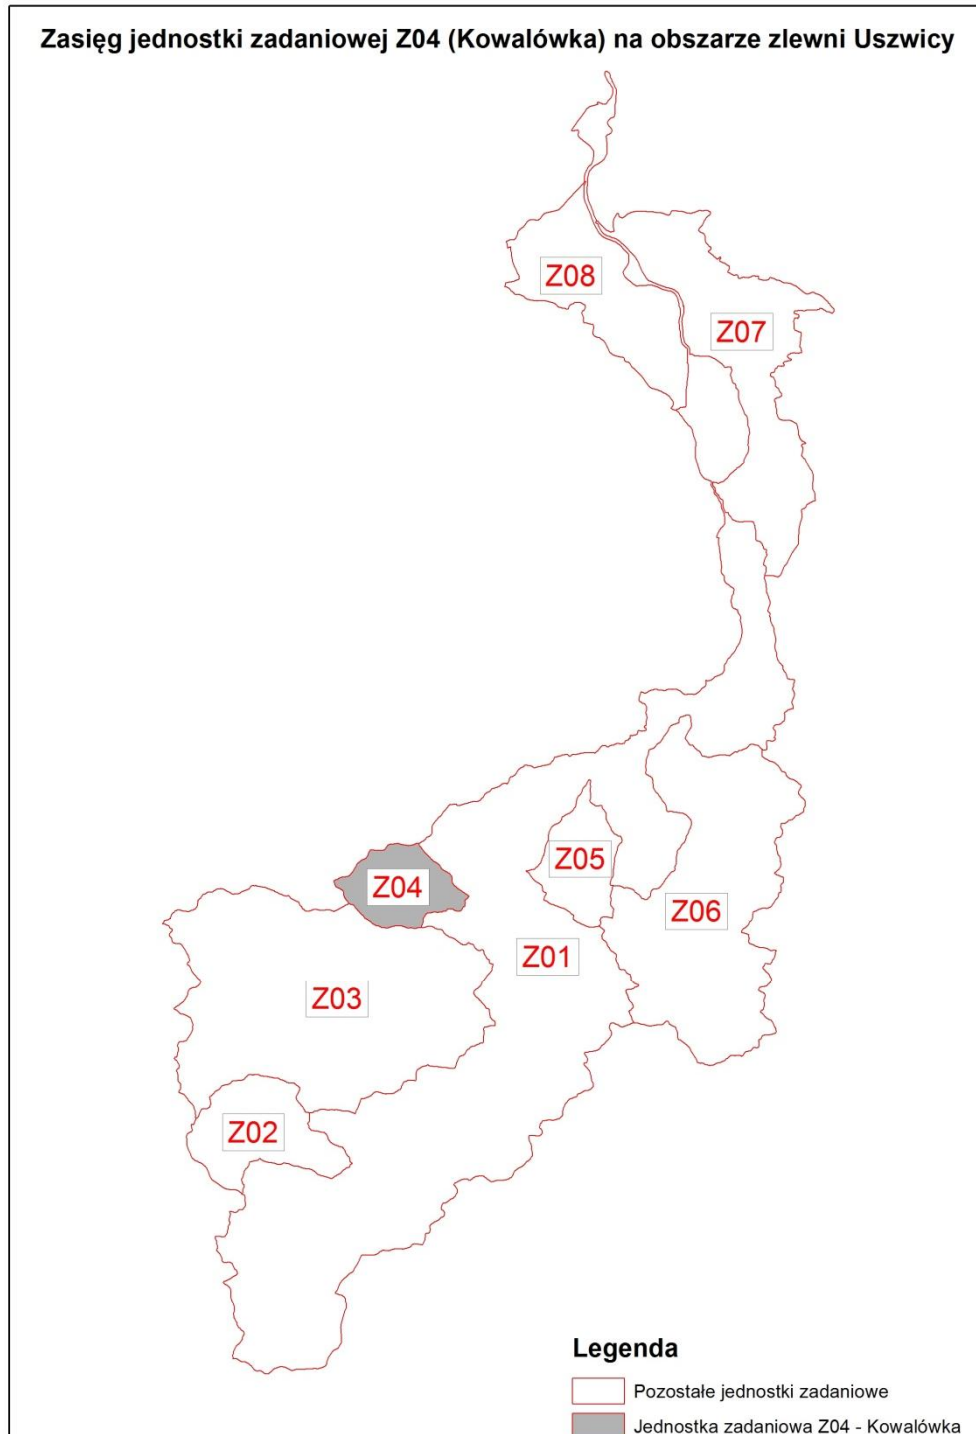 Zasięg jednostki zadaniowej Z04 (Kowalówka) na obszarze zlewni Uszwicy
Z08
Z07
Z05
Z04
Z06
Z01
Z03
Z02
Legenda
Pozostałe jednostki zadaniowe
Jednostka zadaniowa Z04 - Kowalówka